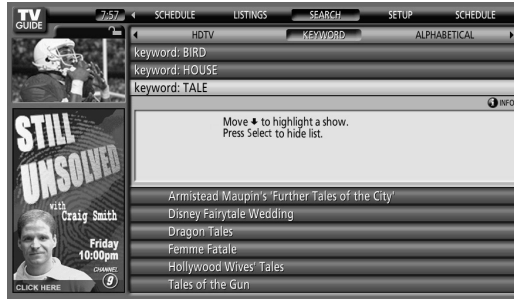 TV
GUIDE
7:57
SCHEDULE LISTINGS SEARCH SETUP SCHEDULE
HDTV KEYWORD ALPHABETICAL
keyword: BIRD
keyword: HOUSE
keyword: TALE
i INFO
Move to highlight a show.
Press Select to hide list.
STILL
UNSOLVED
with
Craig Smith
Friday
10:00pm
CHANNEL
9
CLICK HERE
Armistead Maupin's 'Further Tales of the City'
Disney Fairytale Wedding
Dragon Tales
Femme Fatale
Hollywood Wives' Tales
Tales of the Gun